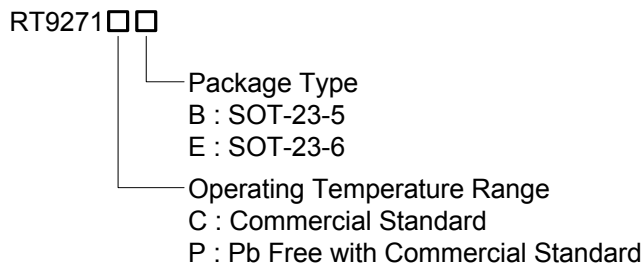 RT9271□□
Package Type
B : SOT-23-5
E : SOT-23-6
Operating Temperature Range
C : Commercial Standard
P : Pb Free with Commercial Standard